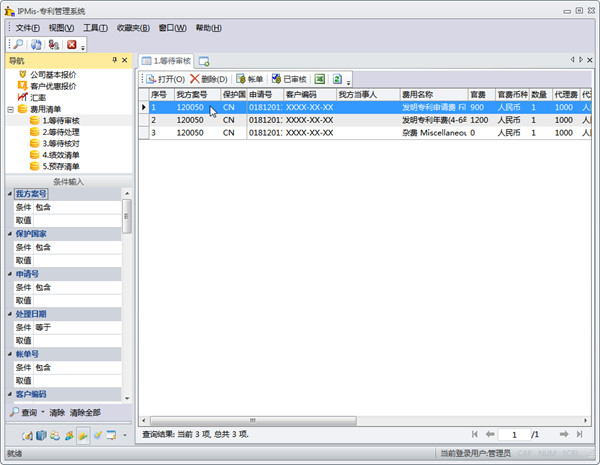 IPMis-专利管理系统
文件(F) 视图(V) 工具(T) 收藏夹(B) 窗口(W) 帮助(H)
导航
公司基本报价
客户优惠报价
汇率
费用清单
1.等待审核
2.等待处理
3.等待核对
4.绩效清单
5.预存清单
条件输入
我方案号
条件 包含
取值
保护国家
条件 包含
取值
申请号
条件 包含
取值
处理日期
条件 等于
取值
帐单号
条件 包含
取值
客户编码
查询 清除 清除全部
1.等待审核
打开(O) 删除(D) 帐单 已审核
序号 我方案号 保护国 申请号 客户编码 我方当事人 费用名称 官费 官费币种 数量 代理费 代理
1 120050 CN 0181201 XXXX-XX-XX 发明专利申请费 Fi 900 人民币 1 1000 人
2 120050 CN 0181201 XXXX-XX-XX 发明专利年费(4-6年 1200 人民币 1 1000 人
3 120050 CN 0181201 XXXX-XX-XX 杂费 Miscellaneou 0 人民币 1 1000 人
查询结果: 当前 3 项, 总共 3 项.
1 /1
就绪
当前登录用户:管理员 CAP NUM SCRL